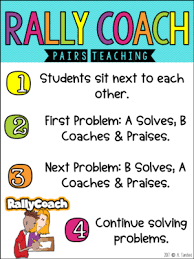 RALLY COACH
PAIRS TEACHING
1 Students sit next to
each other.
2 First Problem: A Solves, B
Coaches & Praises.
3 Next Problem: B Solves, A
Coaches & Praises.
RallyCoach
4 Continue solving
problems.